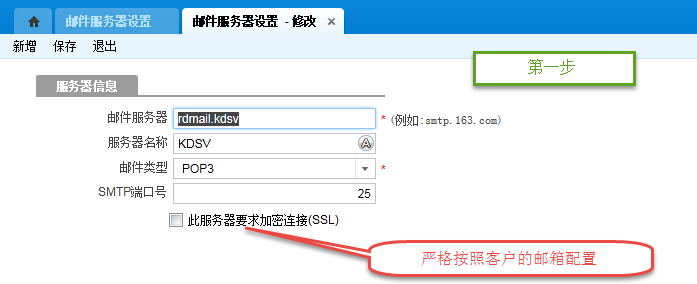 邮件服务器设置
邮件服务器设置 - 修改 ×
新增 保存 退出
第一步
服务器信息
邮件服务器 rdmail.kdsv * (例如:smtp.163.com)
服务器名称 KDSV A
邮件类型 POP3 *
SMTP端口号 25
此服务器要求加密连接(SSL)
严格按照客户的邮箱配置